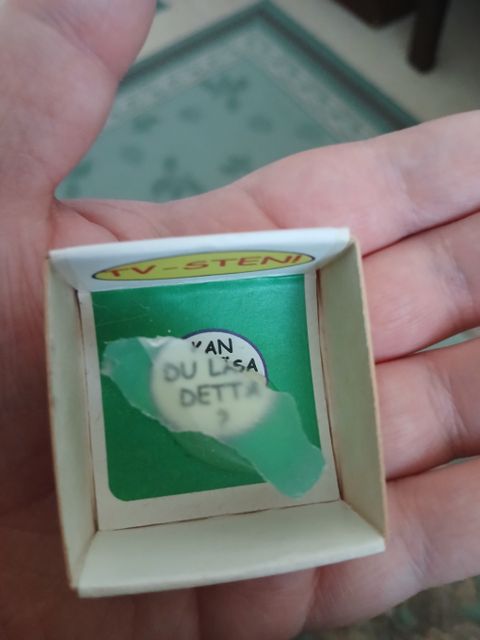 TV-STEN!
KAN
DU LÄSA
DETTA
?